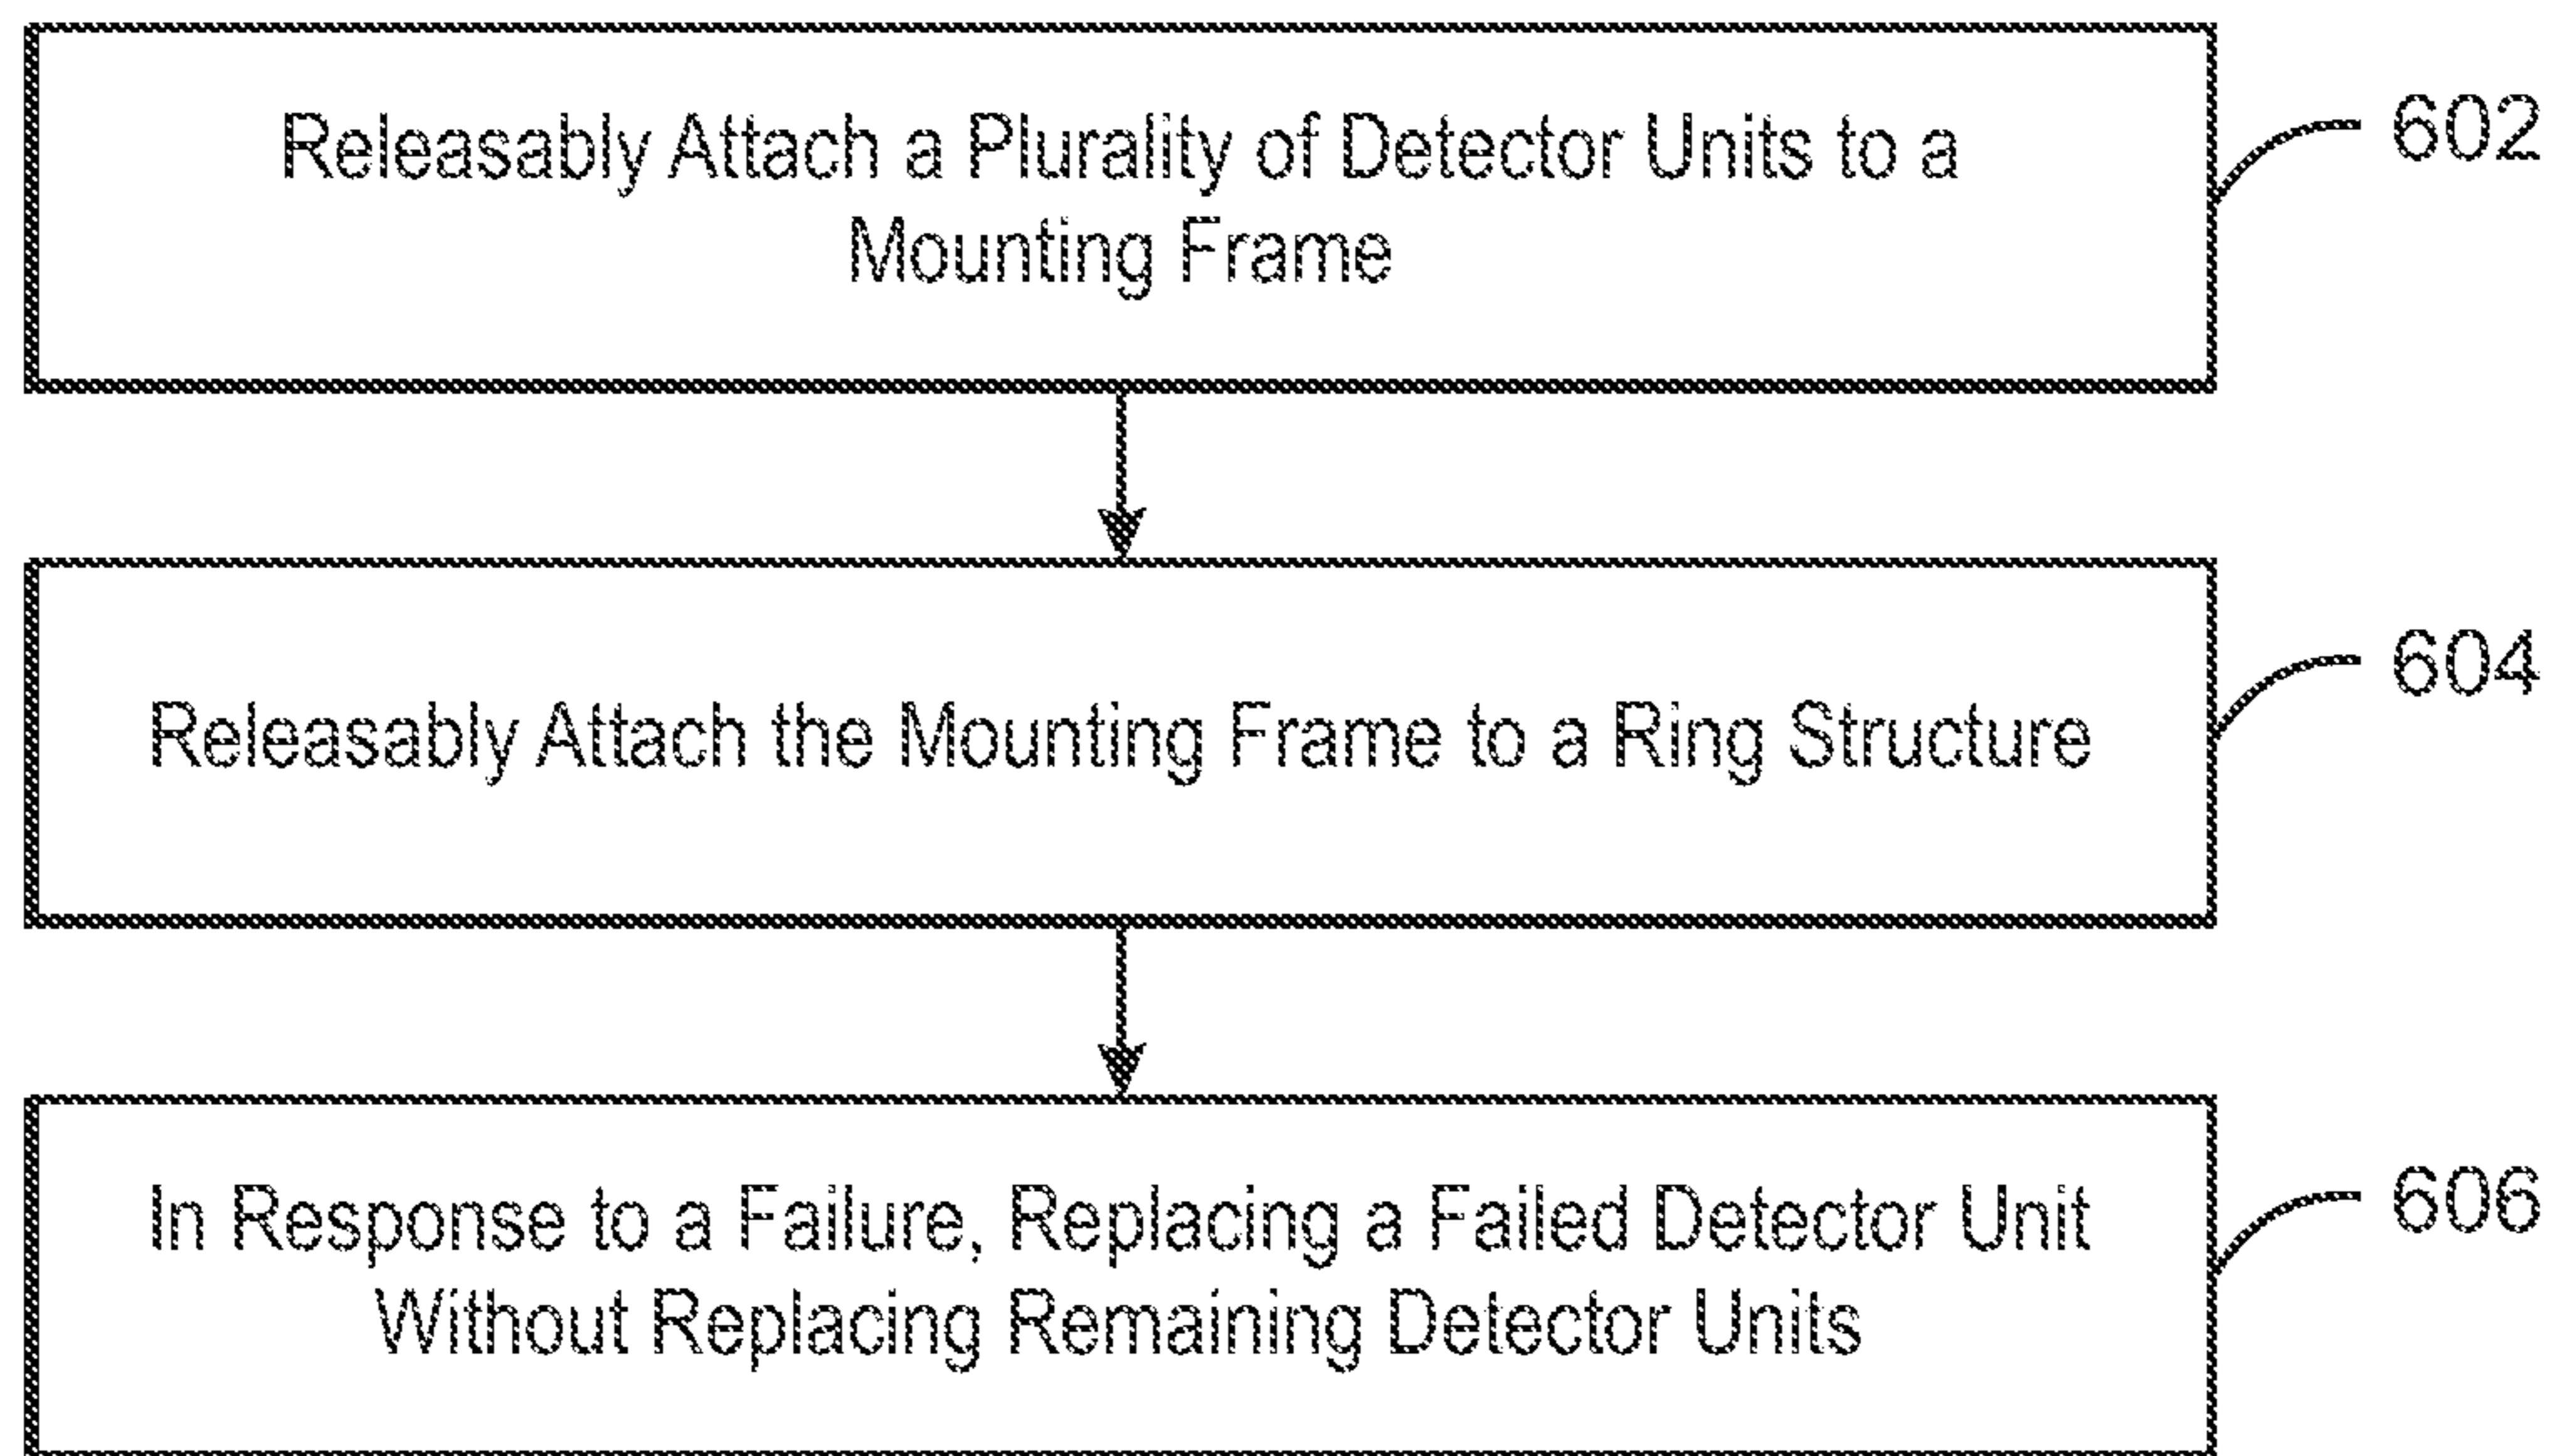 Releasably Attach a Plurality of Detector Units to a
Mounting Frame
602
Releasably Attach the Mounting Frame to a Ring Structure
604
In Response to a Failure, Replacing a Failed Detector Unit
Without Replacing Remaining Detector Units
606